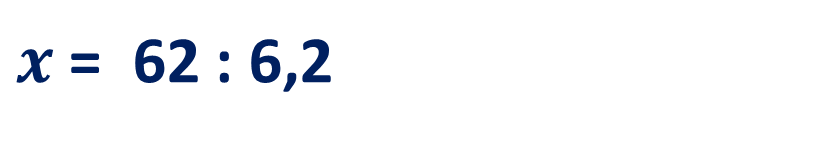 x = 62 : 6,2